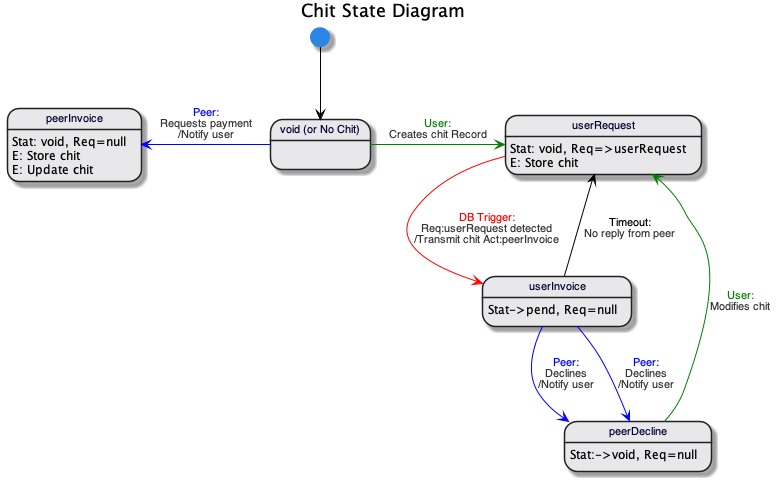 Chit State Diagram
peerInvoice
Stat: void, Req=null
E: Store chit
E: Update chit
Peer:
Requests payment
/Notify user
void (or No Chit)
User:
Creates chit Record
userRequest
Stat: void, Req=>userRequest
E: Store chit
DB Trigger:
Req:userRequest detected
/Transmit chit Act:peerInvoice
Timeout:
No reply from peer
userInvoice
Stat->pend, Req=null
User:
Modifies chit
Peer:
Declines
/Notify user
Peer:
Declines
/Notify user
peerDecline
Stat:->void, Req=null